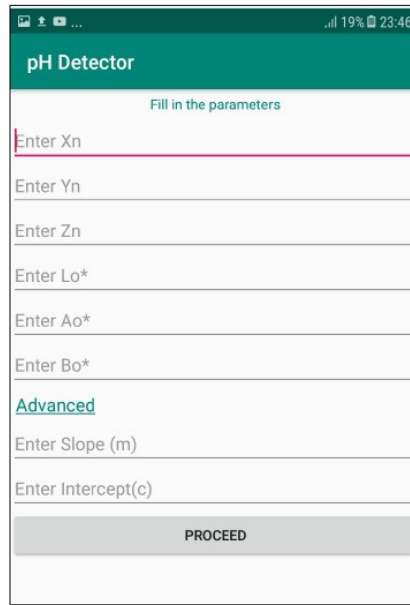 ... 19% 23:46
pH Detector
Fill in the parameters
Enter Xn
Enter Yn
Enter Zn
Enter Lo*
Enter Ao*
Enter Bo*
Advanced
Enter Slope (m)
Enter Intercept(c)
PROCEED